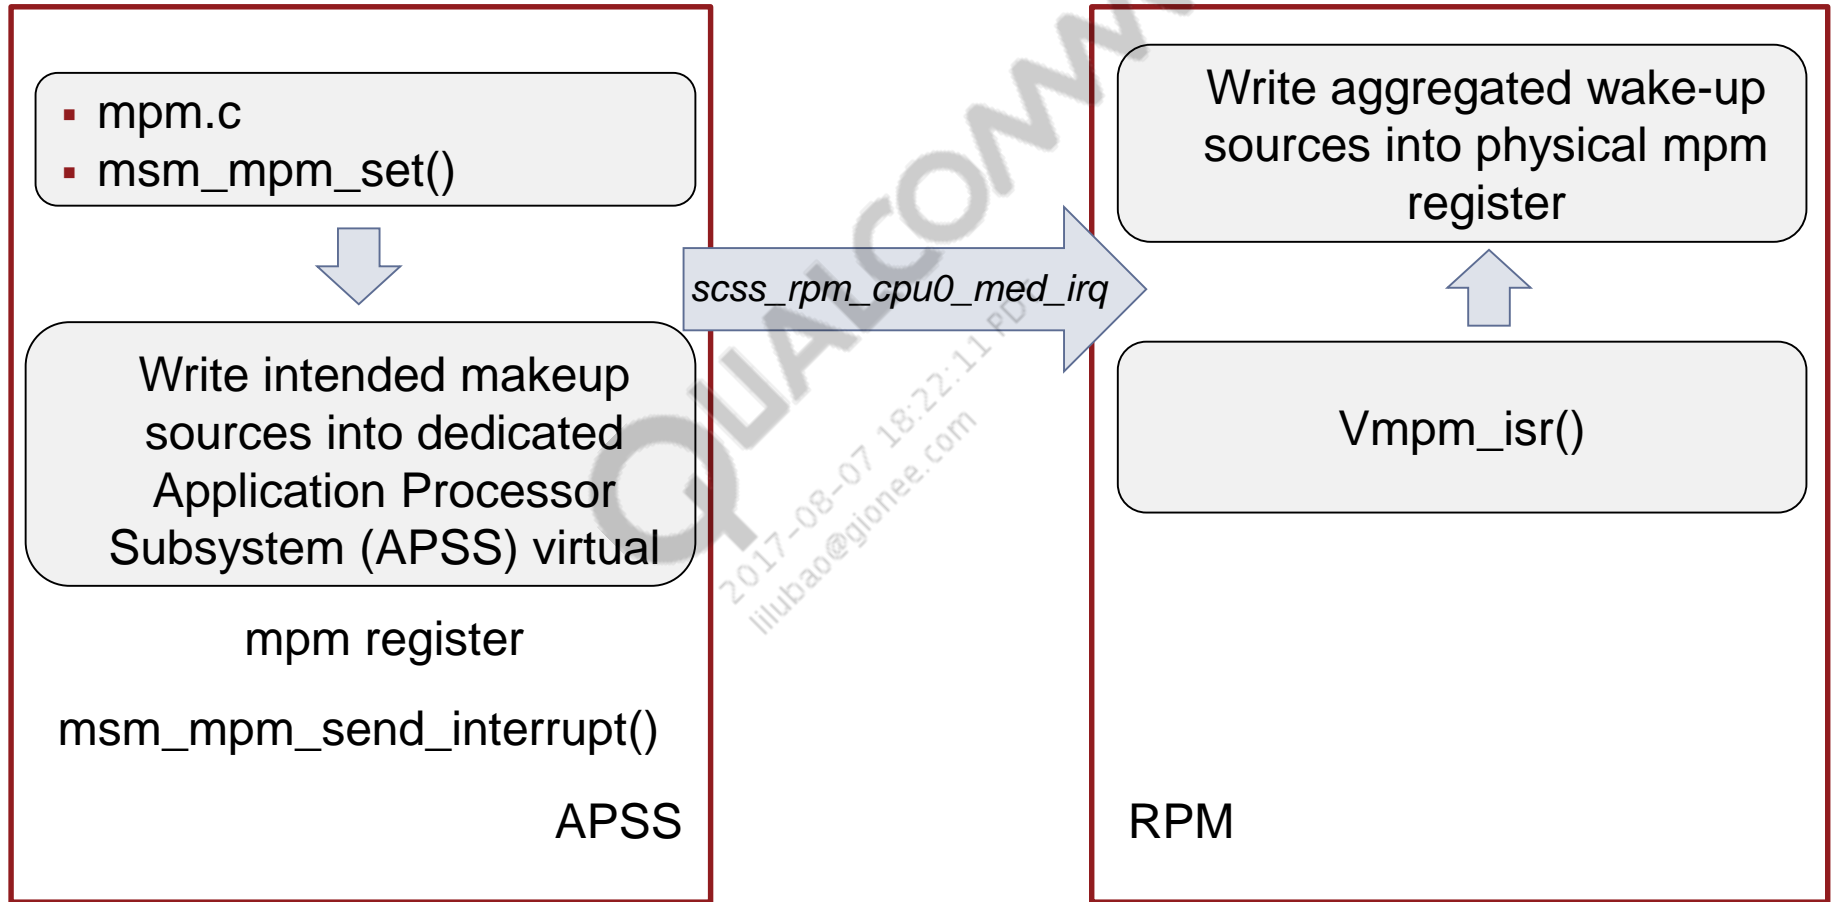 ▪ mpm.c
▪ msm_mpm_set()
Write intended makeup
sources into dedicated
Application Processor
Subsystem (APSS) virtual
mpm register
msm_mpm_send_interrupt()
APSS
scss_rpm_cpu0_med_irq
Write aggregated wake-up
sources into physical mpm
register
Vmpm_isr()
RPM
QUALCOMM
2017-08-07 18:22:11 PD
lilubao@gionee.com